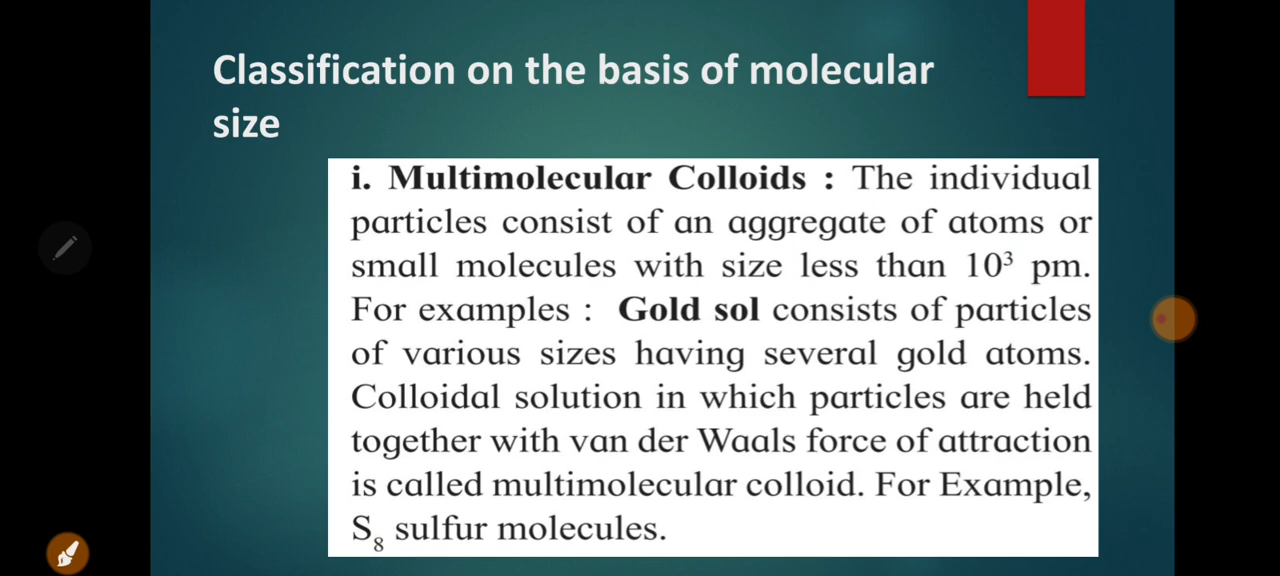 Classification on the basis of molecular
size
i. Multimolecular Colloids : The individual
particles consist of an aggregate of atoms or
small molecules with size less than 10³ pm.
For examples : Gold sol consists of particles
of various sizes having several gold atoms.
Colloidal solution in which particles are held
together with van der Waals force of attraction
is called multimolecular colloid. For Example,
S₈ sulfur molecules.